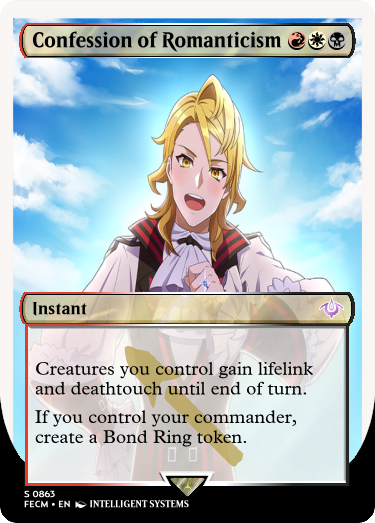 Confession of Romanticism
Instant
Creatures you control gain lifelink
and deathtouch until end of turn.
If you control your commander,
create a Bond Ring token.
S 0863
FECM • EN INTELLIGENT SYSTEMS